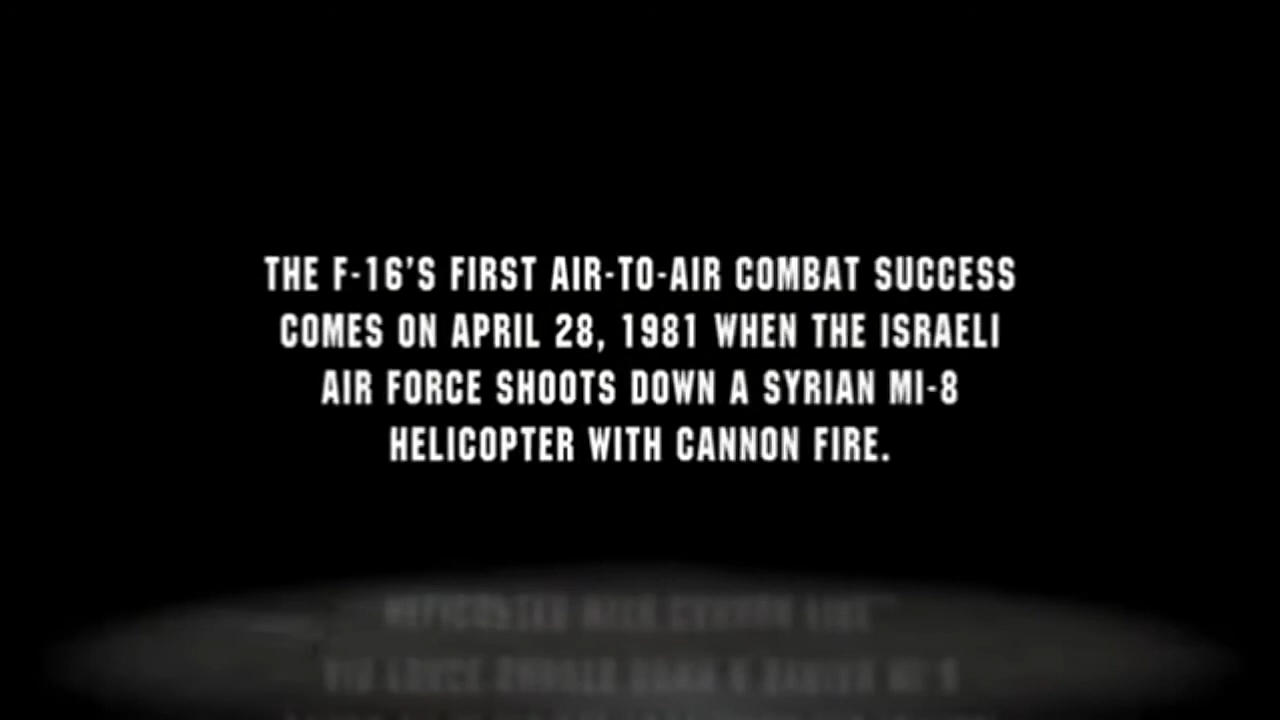 THE F-16'S FIRST AIR-TO-AIR COMBAT SUCCESS
COMES ON APRIL 28, 1981 WHEN THE ISRAELI
AIR FORCE SHOOTS DOWN A SYRIAN MI-8
HELICOPTER WITH CANNON FIRE.